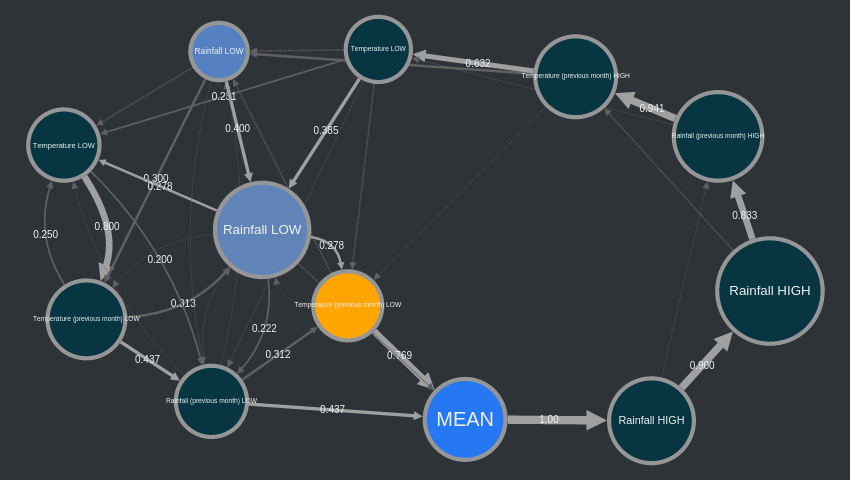 Rainfall LOW
Temperature LOW
0.632
Temperature (previous month) HIGH
0.231
0.941
0.400
0.385
Rainfall (previous month) HIGH
Temperature LOW
0.300
0.278
0.833
0.800
Rainfall LOW
0.250
0.278
0.200
Rainfall HIGH
0.313
Temperature (previous month) LOW
Temperature (previous month) LOW
0.222
0.437
0.312
0.769
0.900
Rainfall (previous month) LOW
0.437
MEAN
1.00
Rainfall HIGH